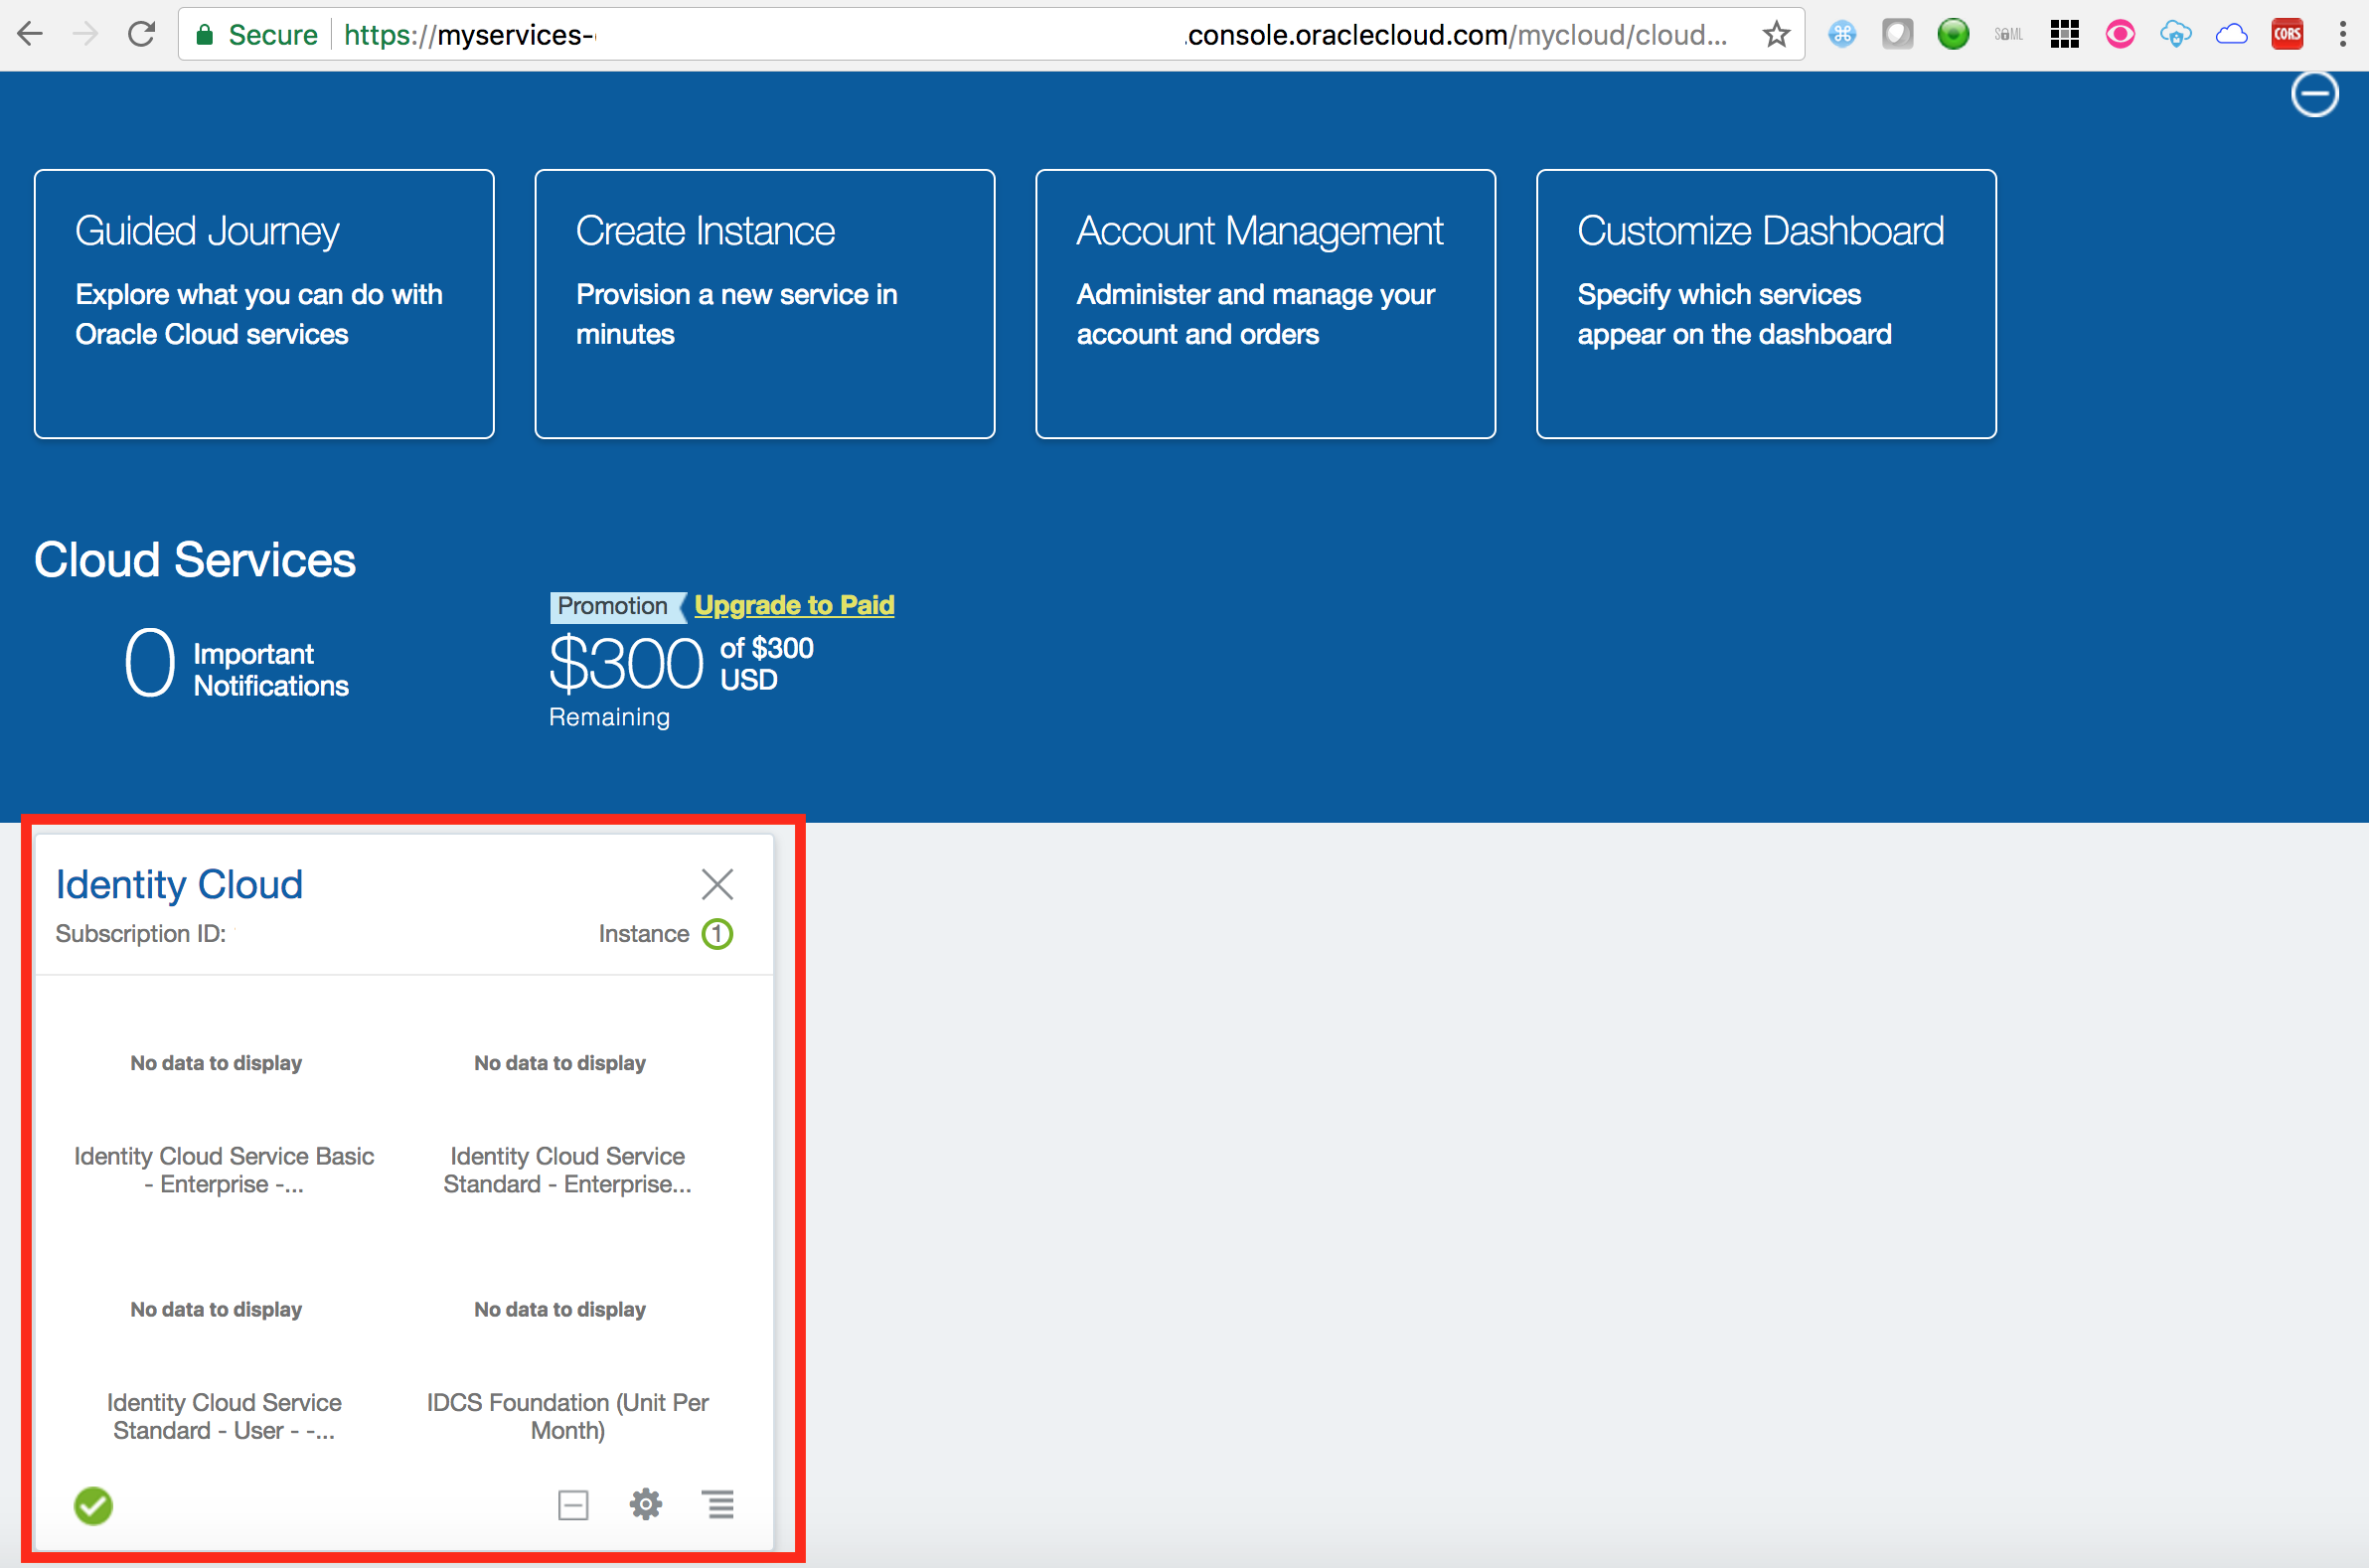 Secure https://myservices- .console.oraclecloud.com/mycloud/cloud...
SAML
CORS
Guided Journey
Explore what you can do with
Oracle Cloud services
Create Instance
Provision a new service in
minutes
Account Management
Administer and manage your
account and orders
Customize Dashboard
Specify which services
appear on the dashboard
Cloud Services
0 Important
Notifications
Promotion Upgrade to Paid
$300 of $300
USD
Remaining
Identity Cloud
Subscription ID: Instance 1
No data to display No data to display
Identity Cloud Service Basic
- Enterprise -...
Identity Cloud Service
Standard - Enterprise...
No data to display No data to display
Identity Cloud Service
Standard - User - -...
IDCS Foundation (Unit Per
Month)